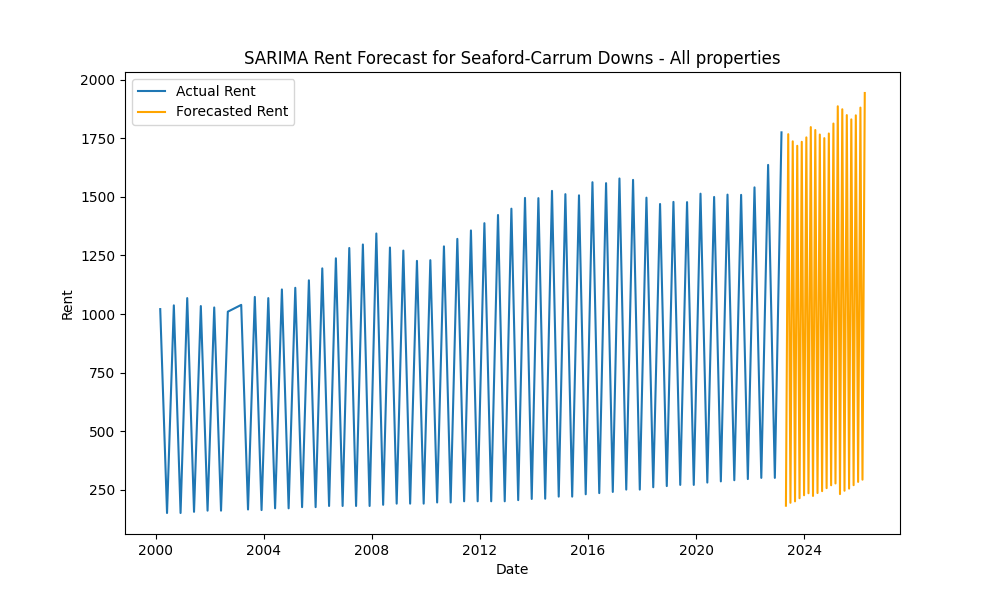 SARIMA Rent Forecast for Seaford-Carrum Downs - All properties
Actual Rent
Forecasted Rent
2000
1750
1500
1250
1000
750
500
250
Rent
2000 2004 2008 2012 2016 2020 2024
Date